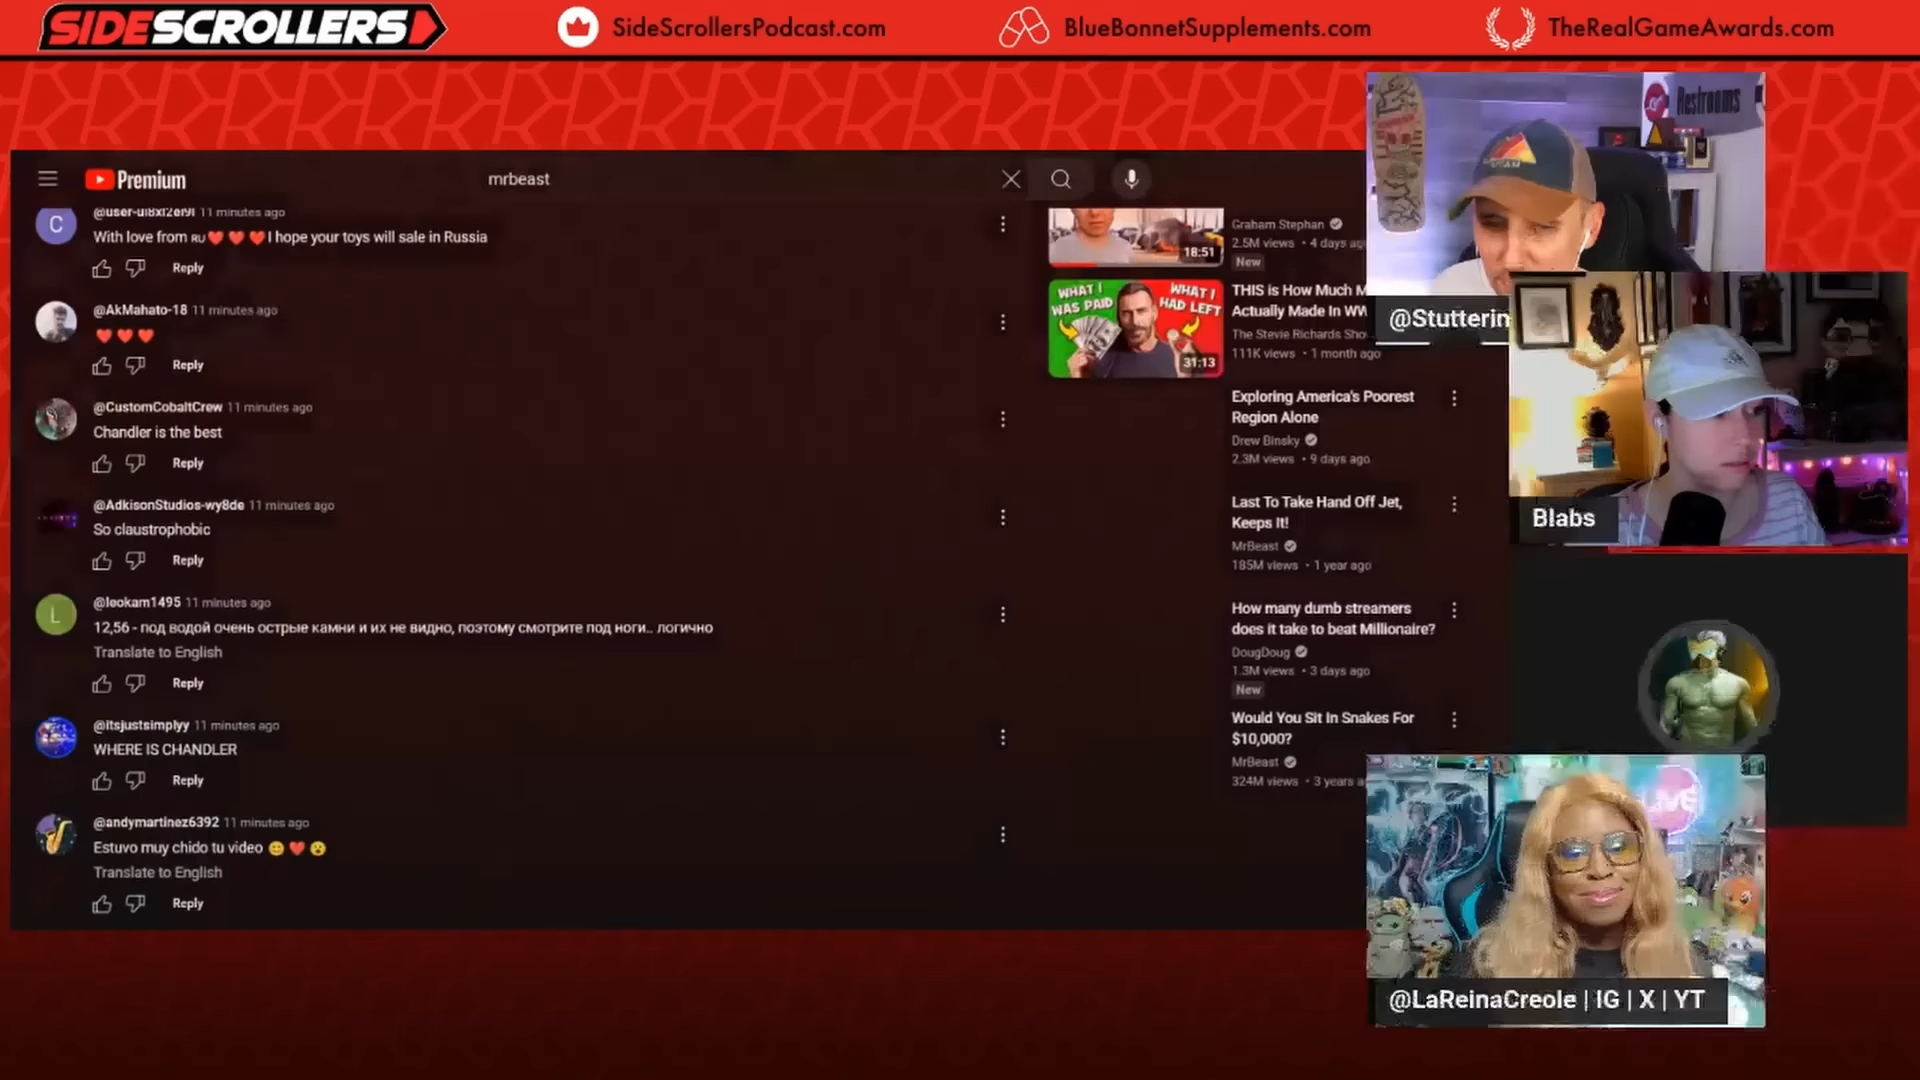 SIDESCROLLERS
SideScrollersPodcast.com
BlueBonnetSupplements.com
TheRealGameAwards.com
Premium
mrbeast
11 minutes ago
With love from RU❤️❤️❤️I hope your toys will sale in Russia
Reply
@AkMahato-18 11 minutes ago
❤️❤️❤️
Reply
@CustomCobaltCrew 11 minutes ago
Chandler is the best
Reply
@AdkisonStudios-wy8de 11 minutes ago
So claustrophobic
Reply
@leokam1495 11 minutes ago
12,56 - под водой очень острые камни и их не видно, поэтому смотрите под ноги.. логично
Translate to English
Reply
@itsjustsimplyy 11 minutes ago
WHERE IS CHANDLER
Reply
@andymartinez6392 11 minutes ago
Estuvo muy chido tu video 😊❤️😮
Translate to English
Reply
18:51
Graham Stephan
2.5M views • 4 days ago
New
WHAT I WAS PAID
WHAT I HAD LEFT
31:13
THIS is How Much M
Actually Made In WW
The Stevie Richards Sho
111K views • 1 month ago
Exploring America's Poorest
Region Alone
Drew Binsky
2.3M views • 9 days ago
Last To Take Hand Off Jet,
Keeps It!
MrBeast
185M views • 1 year ago
How many dumb streamers
does it take to beat Millionaire?
DougDoug
1.3M views • 3 days ago
New
Would You Sit In Snakes For
$10,000?
MrBeast
324M views • 3 years a
Restrooms
@Stutterin
Blabs
LIVE
@LaReinaCreole | IG | X | YT